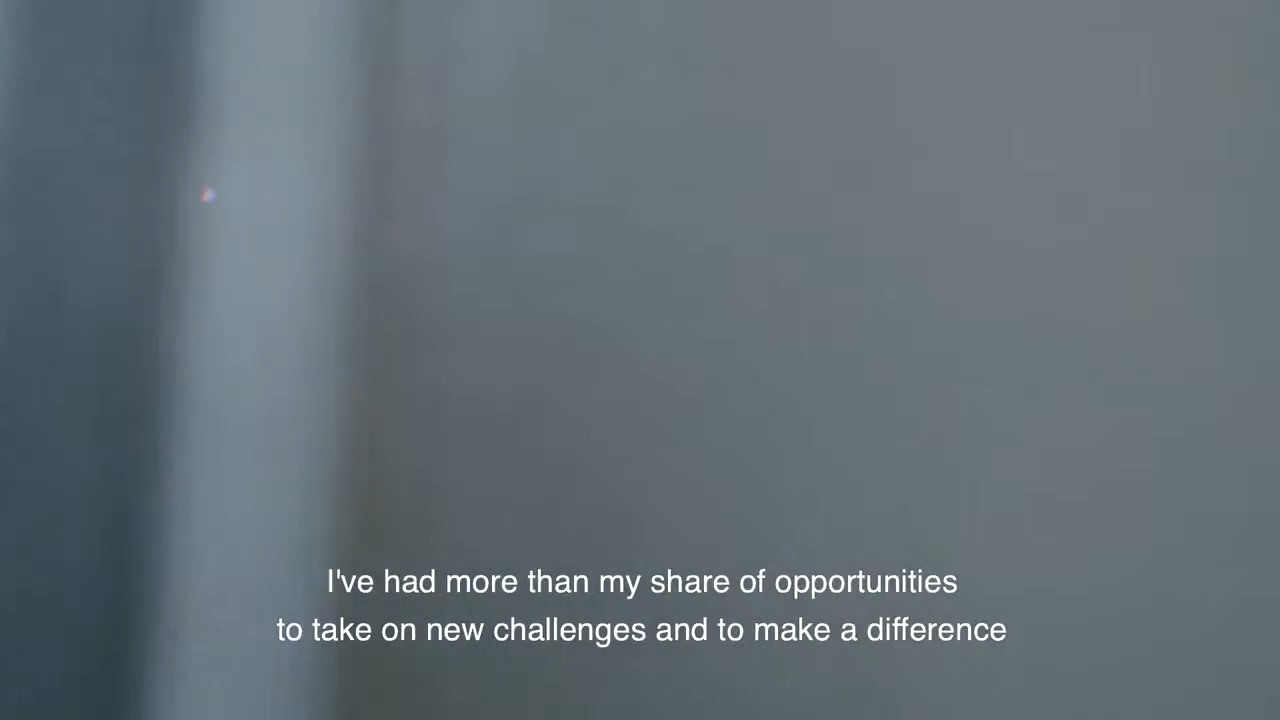 I've had more than my share of opportunities
to take on new challenges and to make a difference